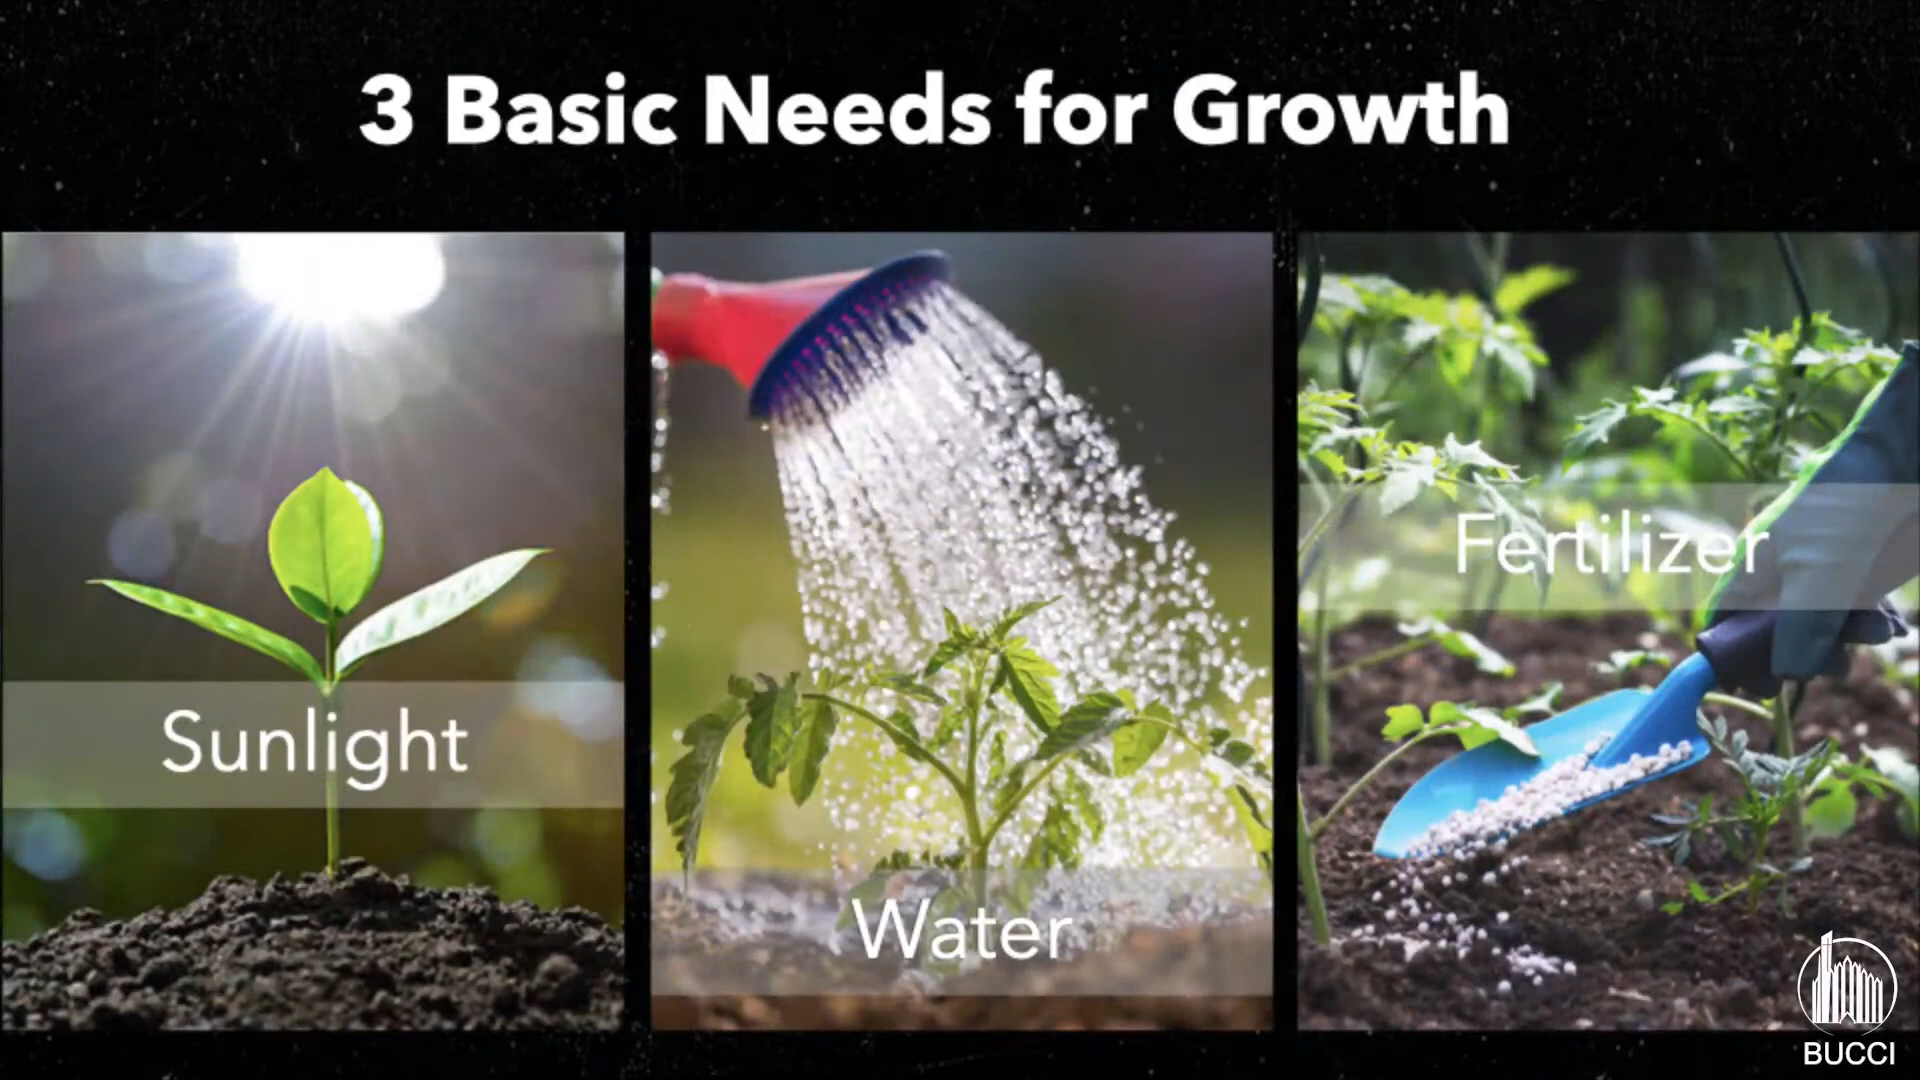 3 Basic Needs for Growth
Sunlight
Water
Fertilizer
BUCCI